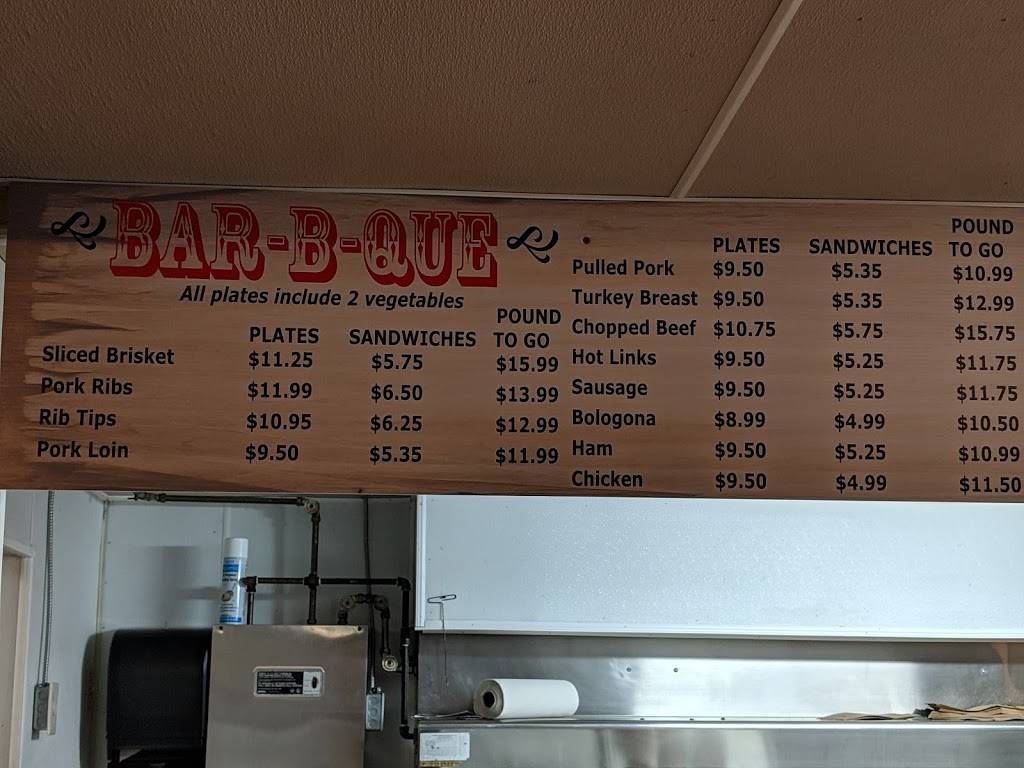 BAR-B-QUE
All plates include 2 vegetables
PLATES SANDWICHES POUND TO GO
Sliced Brisket $11.25 $5.75 $15.99
Pork Ribs $11.99 $6.50 $13.99
Rib Tips $10.95 $6.25 $12.99
Pork Loin $9.50 $5.35 $11.99
PLATES SANDWICHES POUND TO GO
Pulled Pork $9.50 $5.35 $10.99
Turkey Breast $9.50 $5.35 $12.99
Chopped Beef $10.75 $5.75 $15.75
Hot Links $9.50 $5.25 $11.75
Sausage $9.50 $5.25 $11.75
Bologona $8.99 $4.99 $10.50
Ham $9.50 $5.25 $10.99
Chicken $9.50 $4.99 $11.50